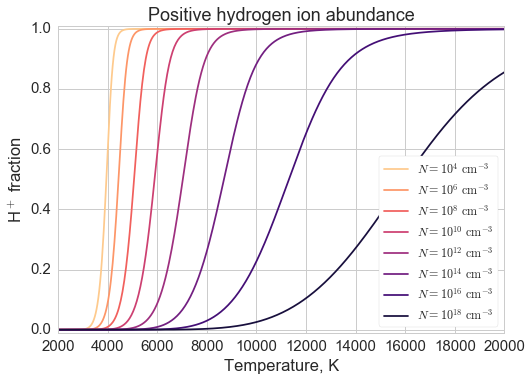 Positive hydrogen ion abundance
H⁺ fraction
1.0
0.8
0.6
0.4
0.2
0.0
N = 10⁴ cm⁻³
N = 10⁶ cm⁻³
N = 10⁸ cm⁻³
N = 10¹⁰ cm⁻³
N = 10¹² cm⁻³
N = 10¹⁴ cm⁻³
N = 10¹⁶ cm⁻³
N = 10¹⁸ cm⁻³
2000 4000 6000 8000 10000 12000 14000 16000 18000 20000
Temperature, K